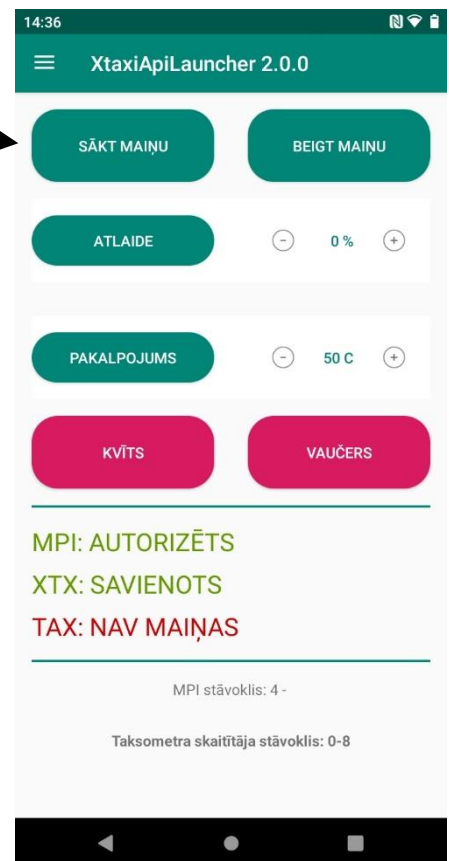 14:36
XtaxiApiLauncher 2.0.0
SĀKT MAIŅU BEIGT MAIŅU
ATLAIDE - 0 % +
PAKALPOJUMS - 50 C +
KVĪTS VAUČERS
MPI: AUTORIZĒTS
XTX: SAVIENOTS
TAX: NAV MAIŅAS
MPI stāvoklis: 4 -
Taksometra skaitītāja stāvoklis: 0-8